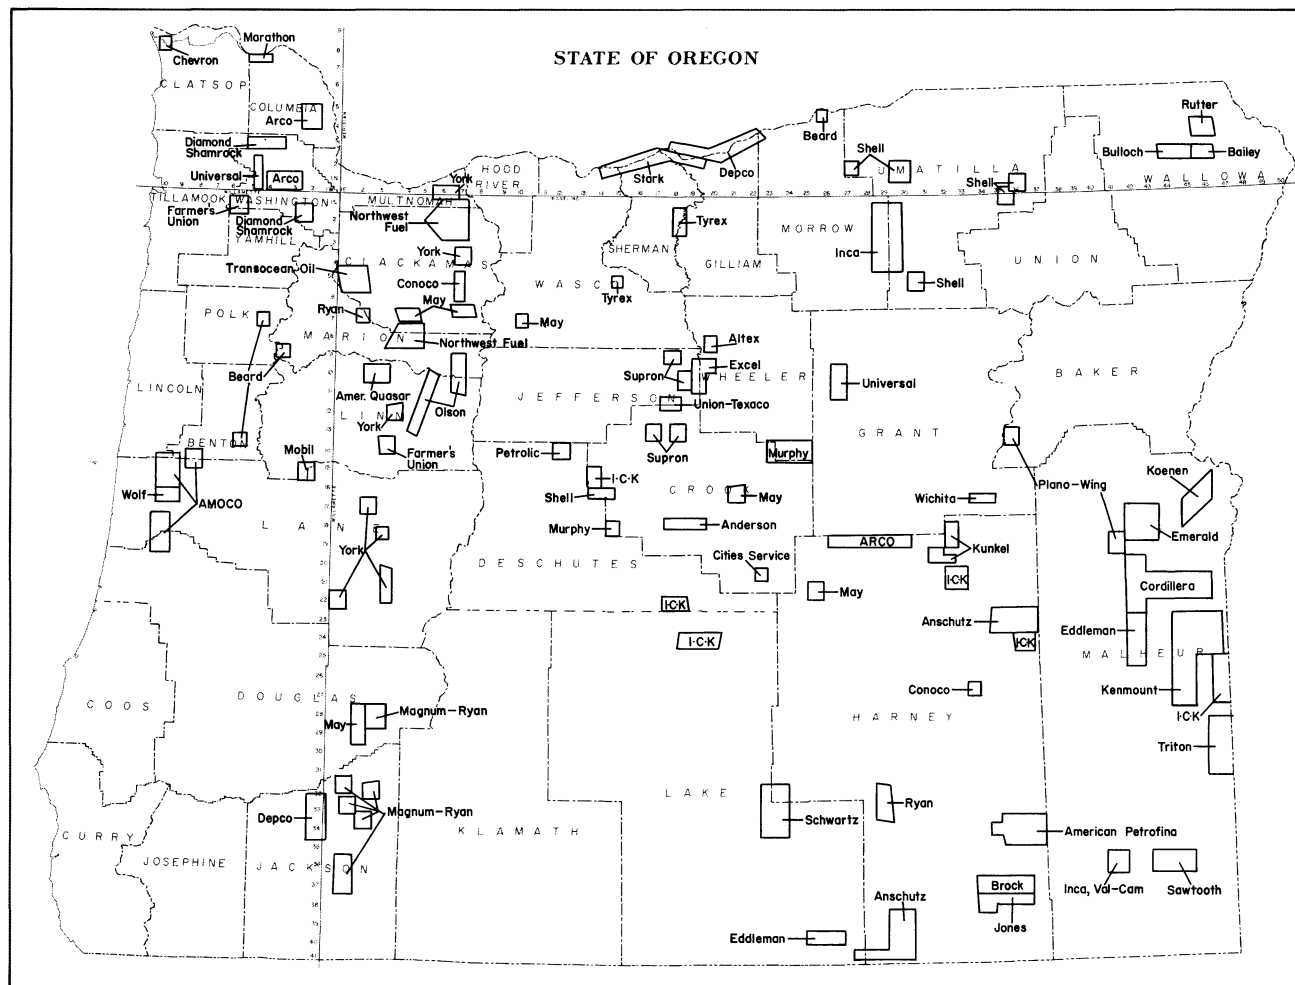 STATE OF OREGON
Marathon
Chevron
CLATSOP
COLUMBIA
Arco
Diamond
Shamrock
Universal
Arco
TILLAMOOK
WASHINGTON
Farmer's
Union
Diamond
Shamrock
YAMHILL
MULTNOMAH
York
HOOD
RIVER
Northwest
Fuel
Stark
Depco
Beard
Shell
UMATILLA
Shell
Rutter
Bulloch
Bailey
WALLOWA
Tyrex
SHERMAN
GILLIAM
MORROW
Inca
UNION
Shell
York
CLACKAMAS
Transocean Oil
Conoco
WASCO
Tyrex
May
Ryan
May
POLK
MARION
Northwest Fuel
Altex
Excel
WHEELER
Supron
Universal
BAKER
Beard
LINCOLN
Amer. Quasar
Olson
JEFFERSON
Union-Texaco
LINN
York
BENTON
Mobil
Farmer's
Union
Petrolic
Supron
Murphy
GRANT
Koenen
Plano-Wing
Wolf
AMOCO
I·C·K
Shell
CROOK
May
Wichita
LANE
Murphy
Anderson
ARCO
Kunkel
Emerald
York
DESCHUTES
Cities Service
I·C·K
May
Cordillera
I·C·K
Anschutz
I·C·K
I·C·K
Eddleman
MALHEUR
COOS
DOUGLAS
Conoco
Kenmount
I·C·K
May
Magnum-Ryan
HARNEY
Triton
Depco
Magnum-Ryan
LAKE
Schwartz
Ryan
American Petrofina
CURRY
JOSEPHINE
JACKSON
KLAMATH
Inca, Val-Cam
Sawtooth
Brock
Jones
Anschutz
Eddleman